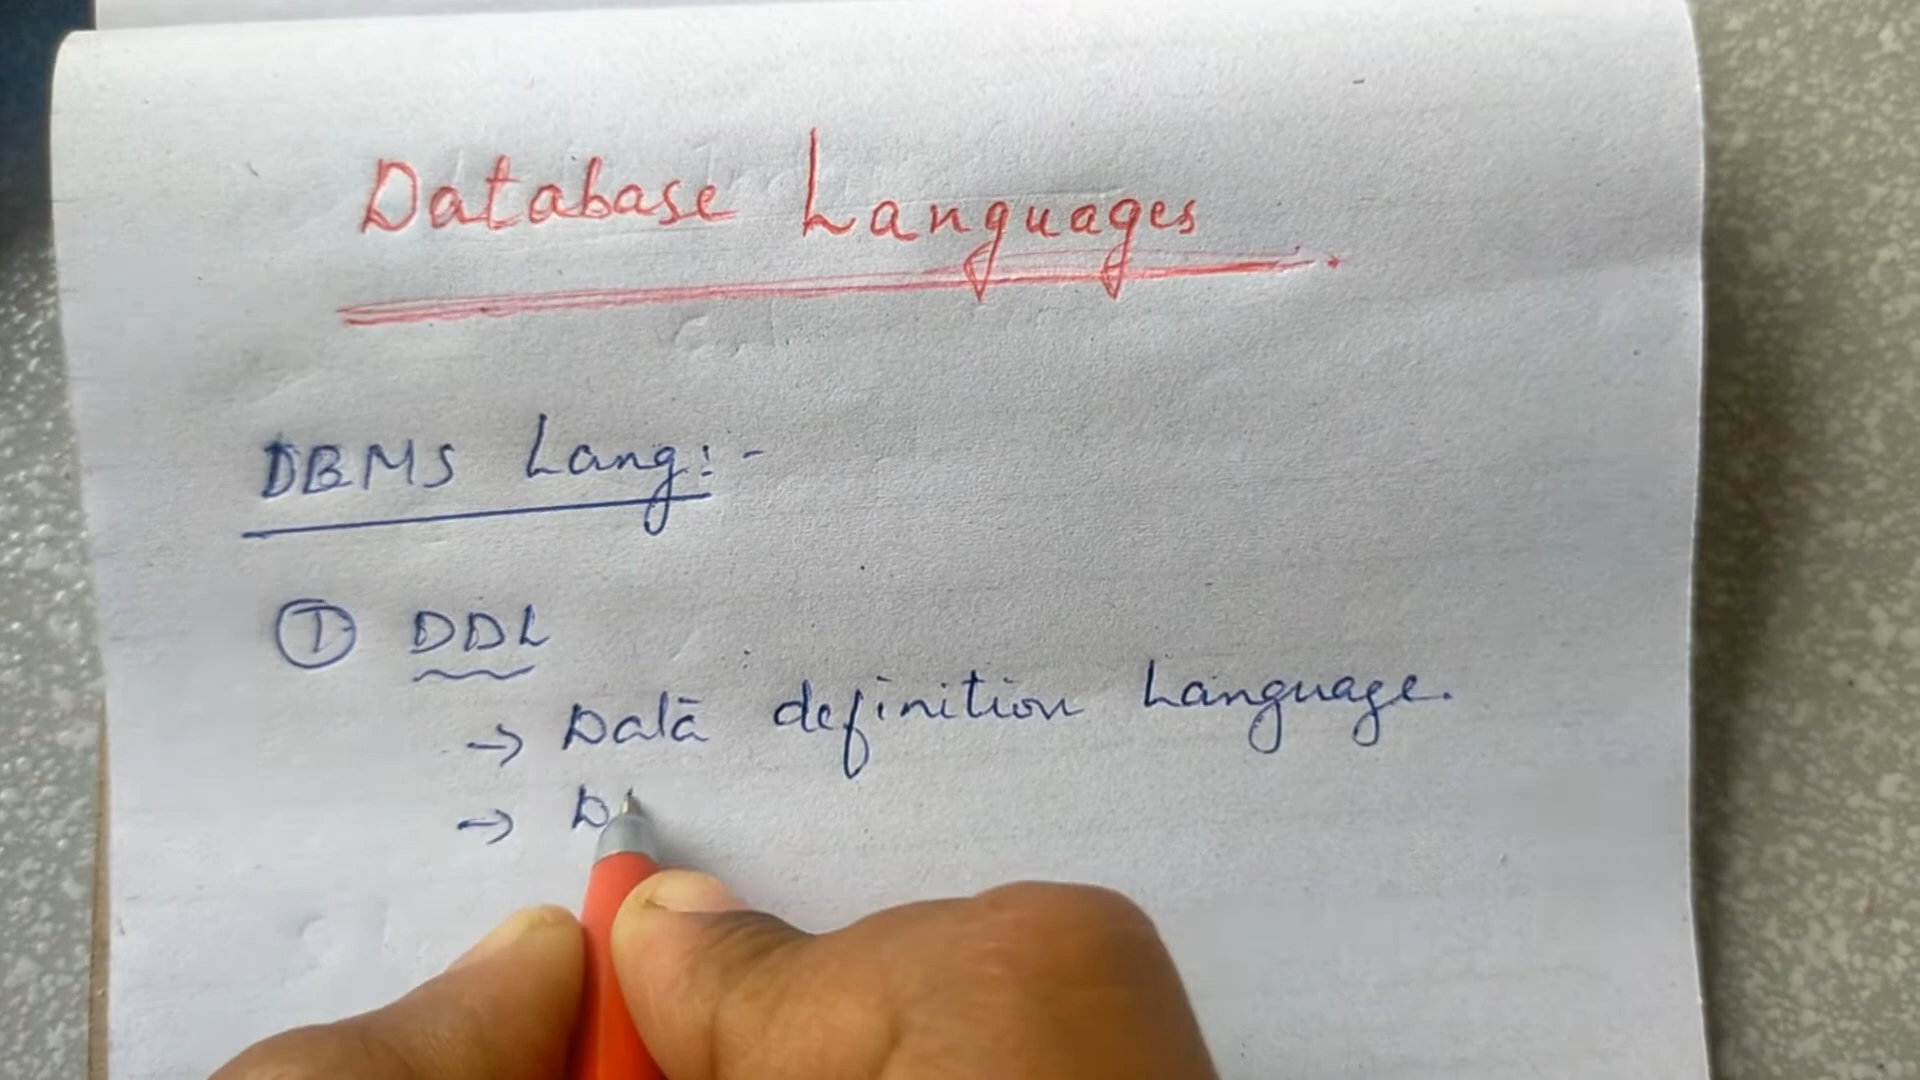 Database Languages
DBMS Lang:-
① DDL
→ Data definition Language.
→ D